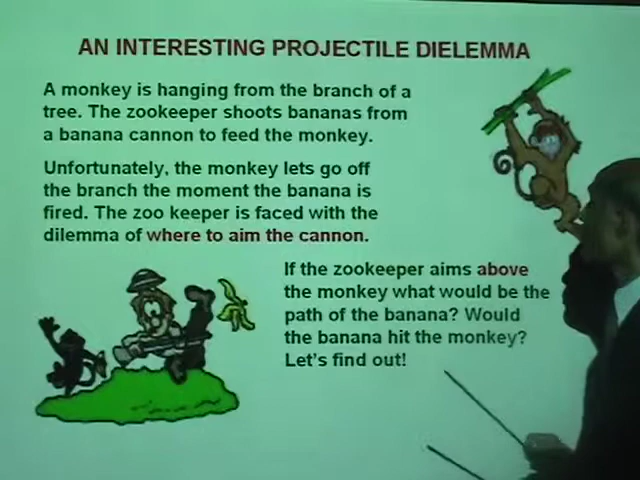 AN INTERESTING PROJECTILE DIELEMMA
A monkey is hanging from the branch of a
tree. The zookeeper shoots bananas from
a banana cannon to feed the monkey.
Unfortunately, the monkey lets go off
the branch the moment the banana is
fired. The zoo keeper is faced with the
dilemma of where to aim the cannon.
If the zookeeper aims above
the monkey what would be the
path of the banana? Would
the banana hit the monkey?
Let's find out!